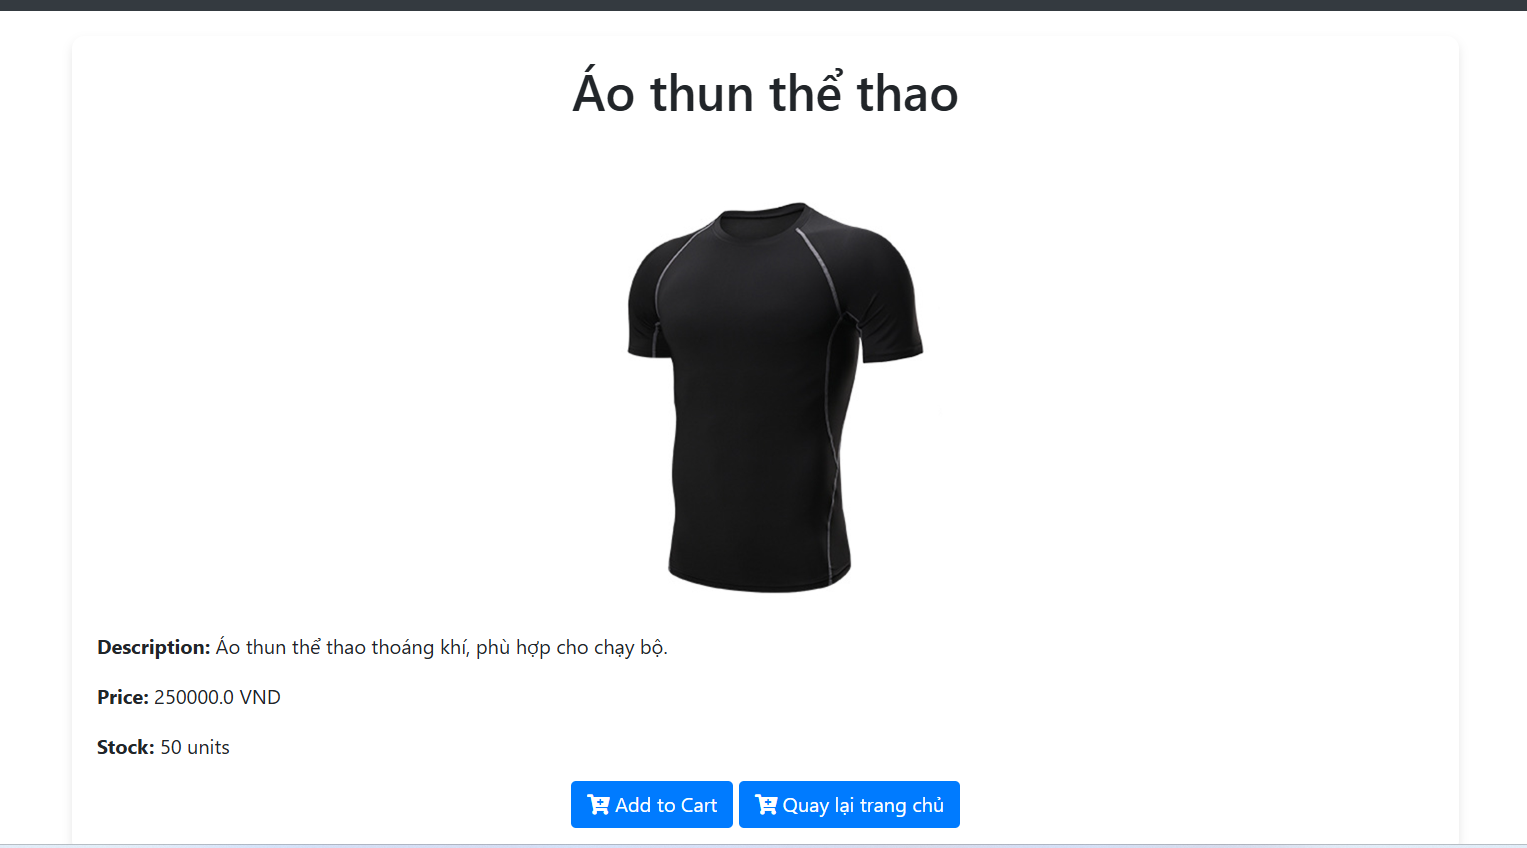 Áo thun thể thao
Description: Áo thun thể thao thoáng khí, phù hợp cho chạy bộ.
Price: 250000.0 VND
Stock: 50 units
Add to Cart
Quay lại trang chủ